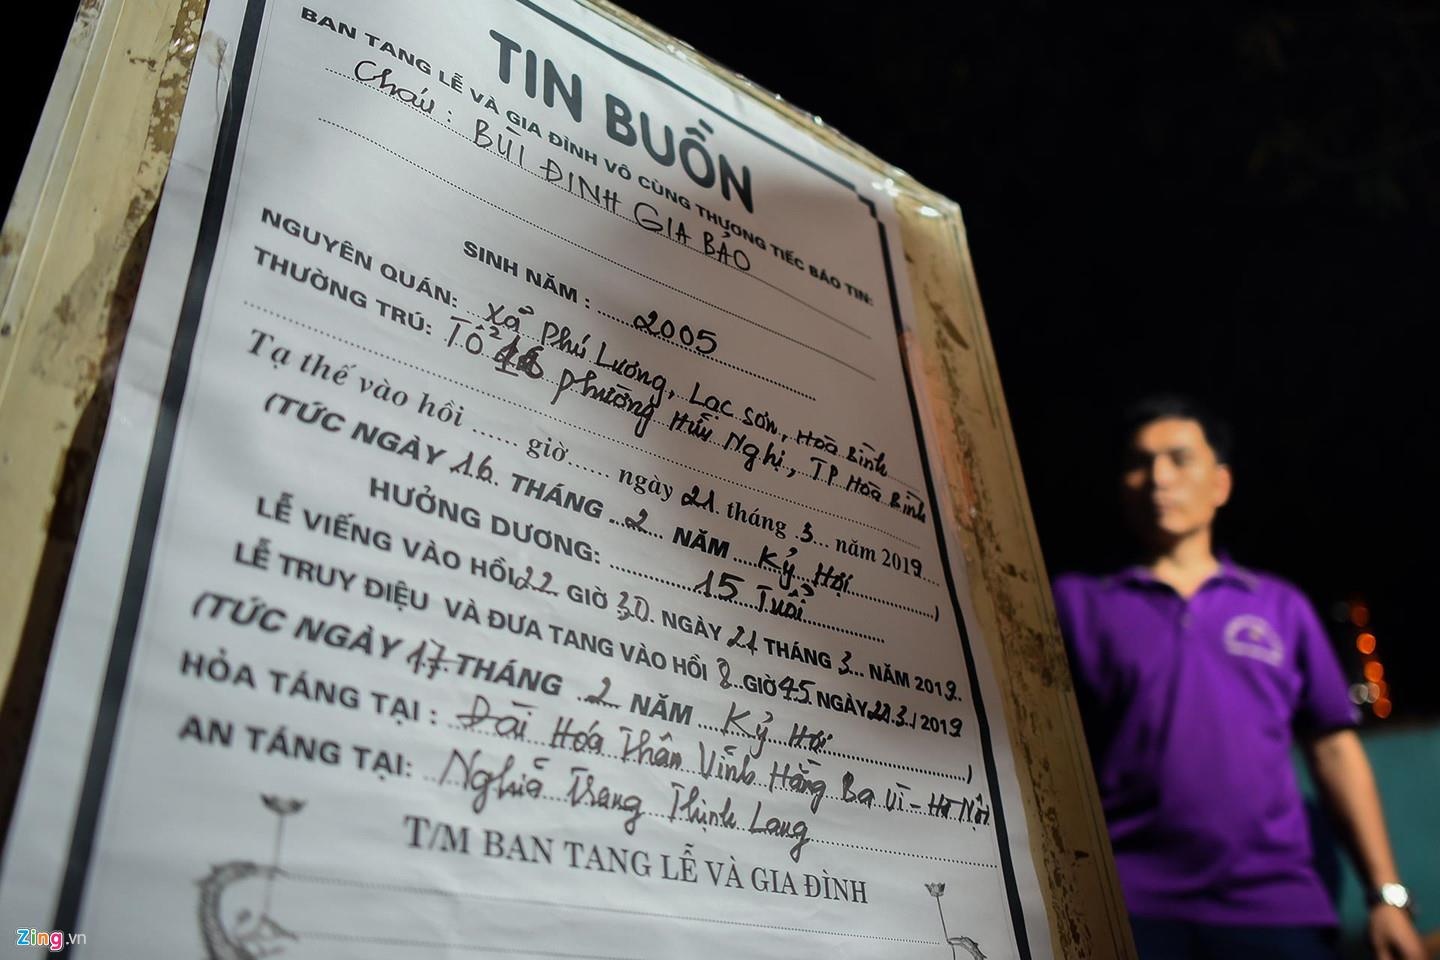 TIN BUỒN
BAN TANG LỄ VÀ GIA ĐÌNH VÔ CÙNG THƯƠNG TIẾC BÁO TIN:
Cháu : BÙI ĐINH GIA BẢO
SINH NĂM : 2005
NGUYÊN QUÁN: Xã Phú Lương, Lạc Sơn, Hoà Bình
THƯỜNG TRÚ: Tổ Phường Hữu Nghị, TP Hoà Bình
Tạ thế vào hồi ...... giờ ..... ngày 21. tháng 3... năm 2019....
(TỨC NGÀY 16. THÁNG ..2.. NĂM ... Kỷ Hợi ...)
HƯỞNG DƯƠNG: 15 Tuổi
LỄ VIẾNG VÀO HỒI 22. GIỜ 30. NGÀY 21 THÁNG 3... NĂM 2019.
LỄ TRUY ĐIỆU VÀ ĐƯA TANG VÀO HỒI 8..GIỜ 45 NGÀY 22.3./2019
(TỨC NGÀY 17 THÁNG .2.. NĂM ... Kỷ Hợi ...)
HỎA TÁNG TẠI : Đài Hóa Thân Vĩnh Hằng Ba Vì - Hà Nội
AN TÁNG TẠI: Nghĩa Trang Thịnh Lang
T/M BAN TANG LỄ VÀ GIA ĐÌNH
Zing.vn